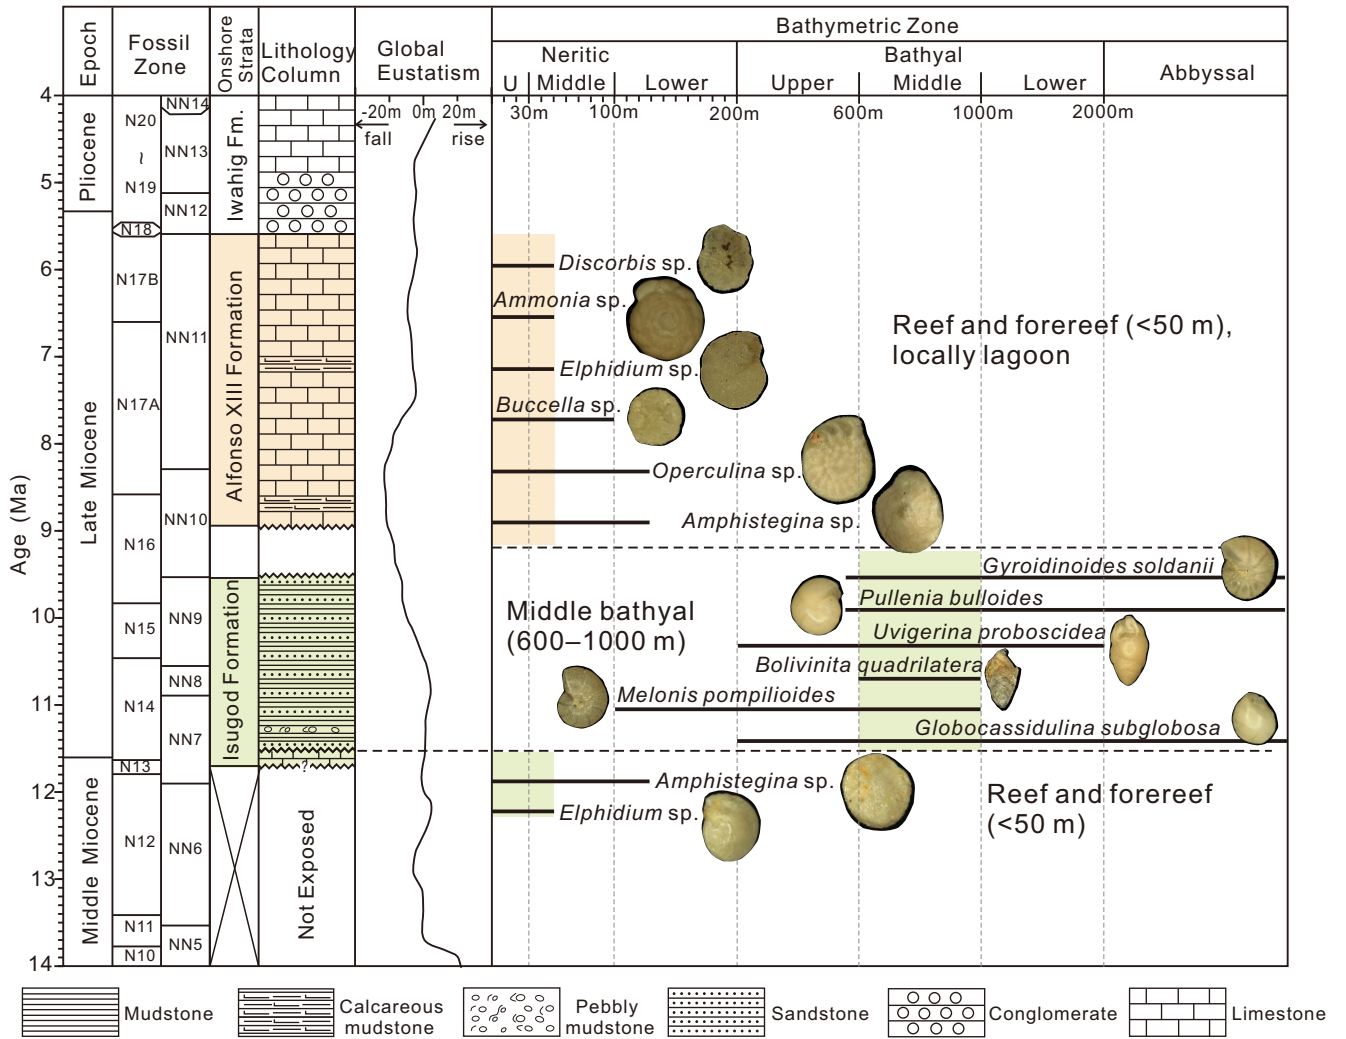 Epoch
Fossil
Zone
Onshore
Strata
Lithology
Column
Global
Eustatism
Bathymetric Zone
Neritic
Bathyal
Abbyssal
U
Middle
Lower
Upper
Middle
Lower
-20m 0m 20m
fall
rise
30m
100m
200m
600m
1000m
2000m
Age (Ma)
4
5
6
7
8
9
10
11
12
13
14
Pliocene
Late Miocene
Middle Miocene
N20
~
N19
N18
N17B
N17A
N16
N15
N14
N13
N12
N11
N10
NN14
NN13
NN12
NN11
NN10
NN9
NN8
NN7
NN6
NN5
Iwahig Fm.
Alfonso XIII Formation
Isugod Formation
?
Not Exposed
Discorbis sp.
Ammonia sp.
Elphidium sp.
Buccella sp.
Operculina sp.
Amphistegina sp.
Reef and forereef (<50 m),
locally lagoon
Gyroidinoides soldanii
Pullenia bulloides
Uvigerina proboscidea
Bolivinita quadrilatera
Melonis pompilioides
Globocassidulina subglobosa
Middle bathyal
(600–1000 m)
Amphistegina sp.
Elphidium sp.
Reef and forereef
(<50 m)
Mudstone
Calcareous
mudstone
Pebbly
mudstone
Sandstone
Conglomerate
Limestone